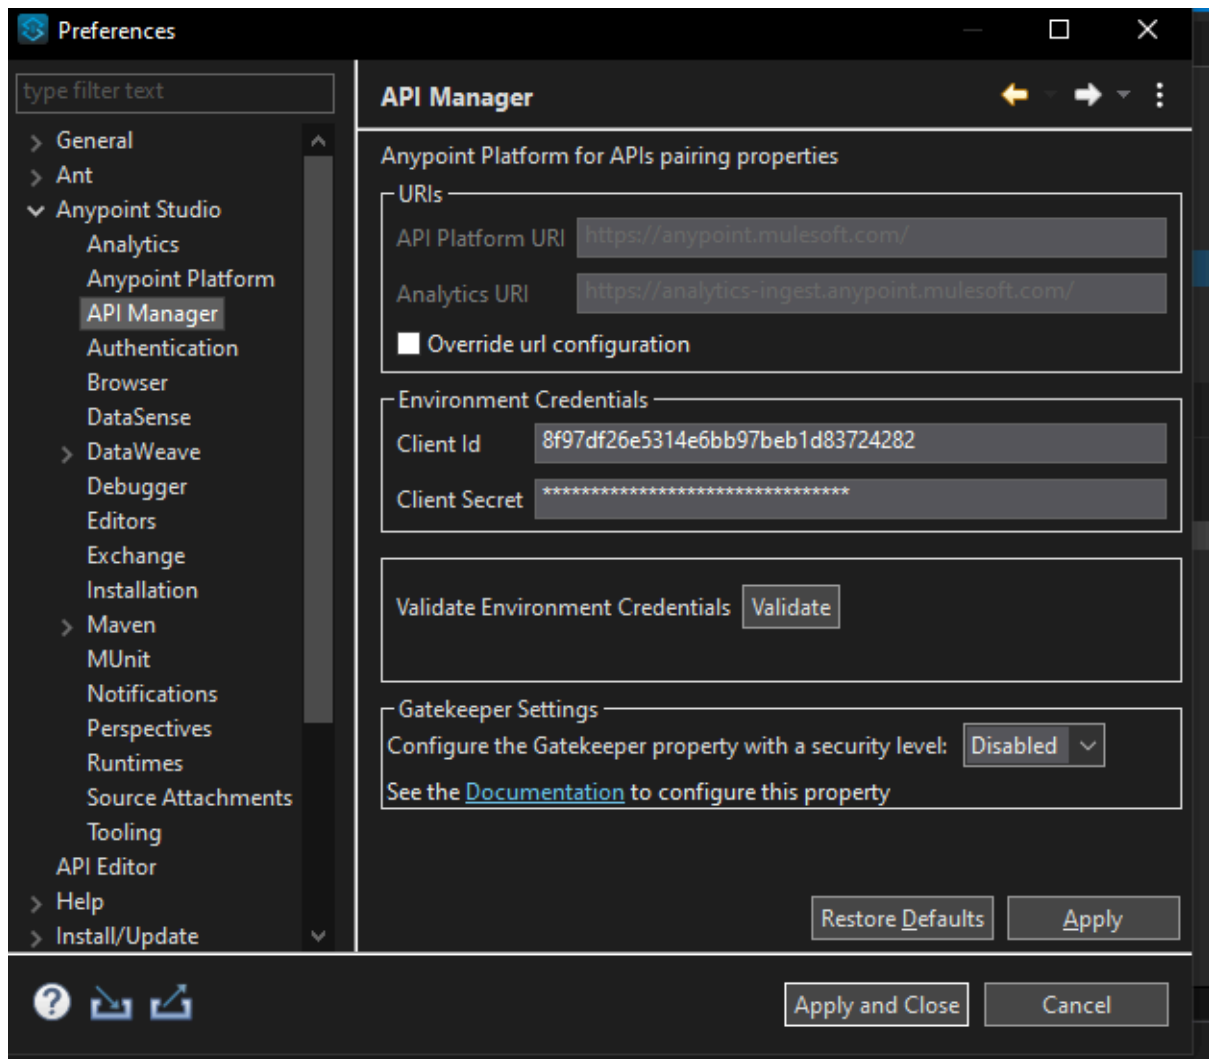 Preferences
type filter text
General
Ant
Anypoint Studio
Analytics
Anypoint Platform
API Manager
Authentication
Browser
DataSense
DataWeave
Debugger
Editors
Exchange
Installation
Maven
MUnit
Notifications
Perspectives
Runtimes
Source Attachments
Tooling
API Editor
Help
Install/Update
API Manager
Anypoint Platform for APIs pairing properties
URIs
API Platform URI https://anypoint.mulesoft.com/
Analytics URI https://analytics-ingest.anypoint.mulesoft.com/
Override url configuration
Environment Credentials
Client Id 8f97df26e5314e6bb97beb1d83724282
Client Secret ********************************
Validate Environment Credentials Validate
Gatekeeper Settings
Configure the Gatekeeper property with a security level: Disabled
See the Documentation to configure this property
Restore Defaults Apply
Apply and Close Cancel